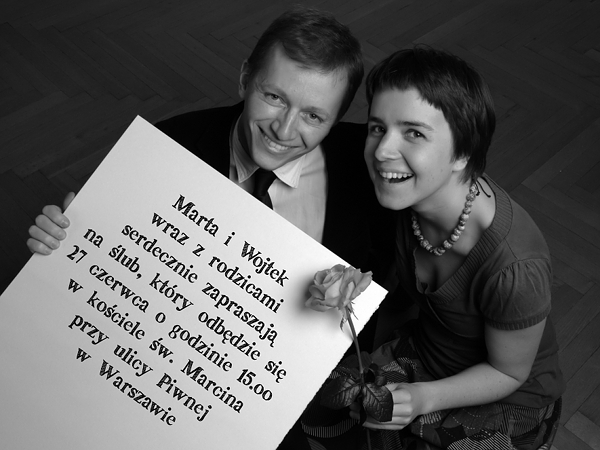 Marta i Wojtek
wraz z rodzicami
serdecznie zapraszają
na ślub, który odbędzie się
27 czerwca o godzinie 15.00
w kościele św. Marcina
przy ulicy Piwnej
w Warszawie